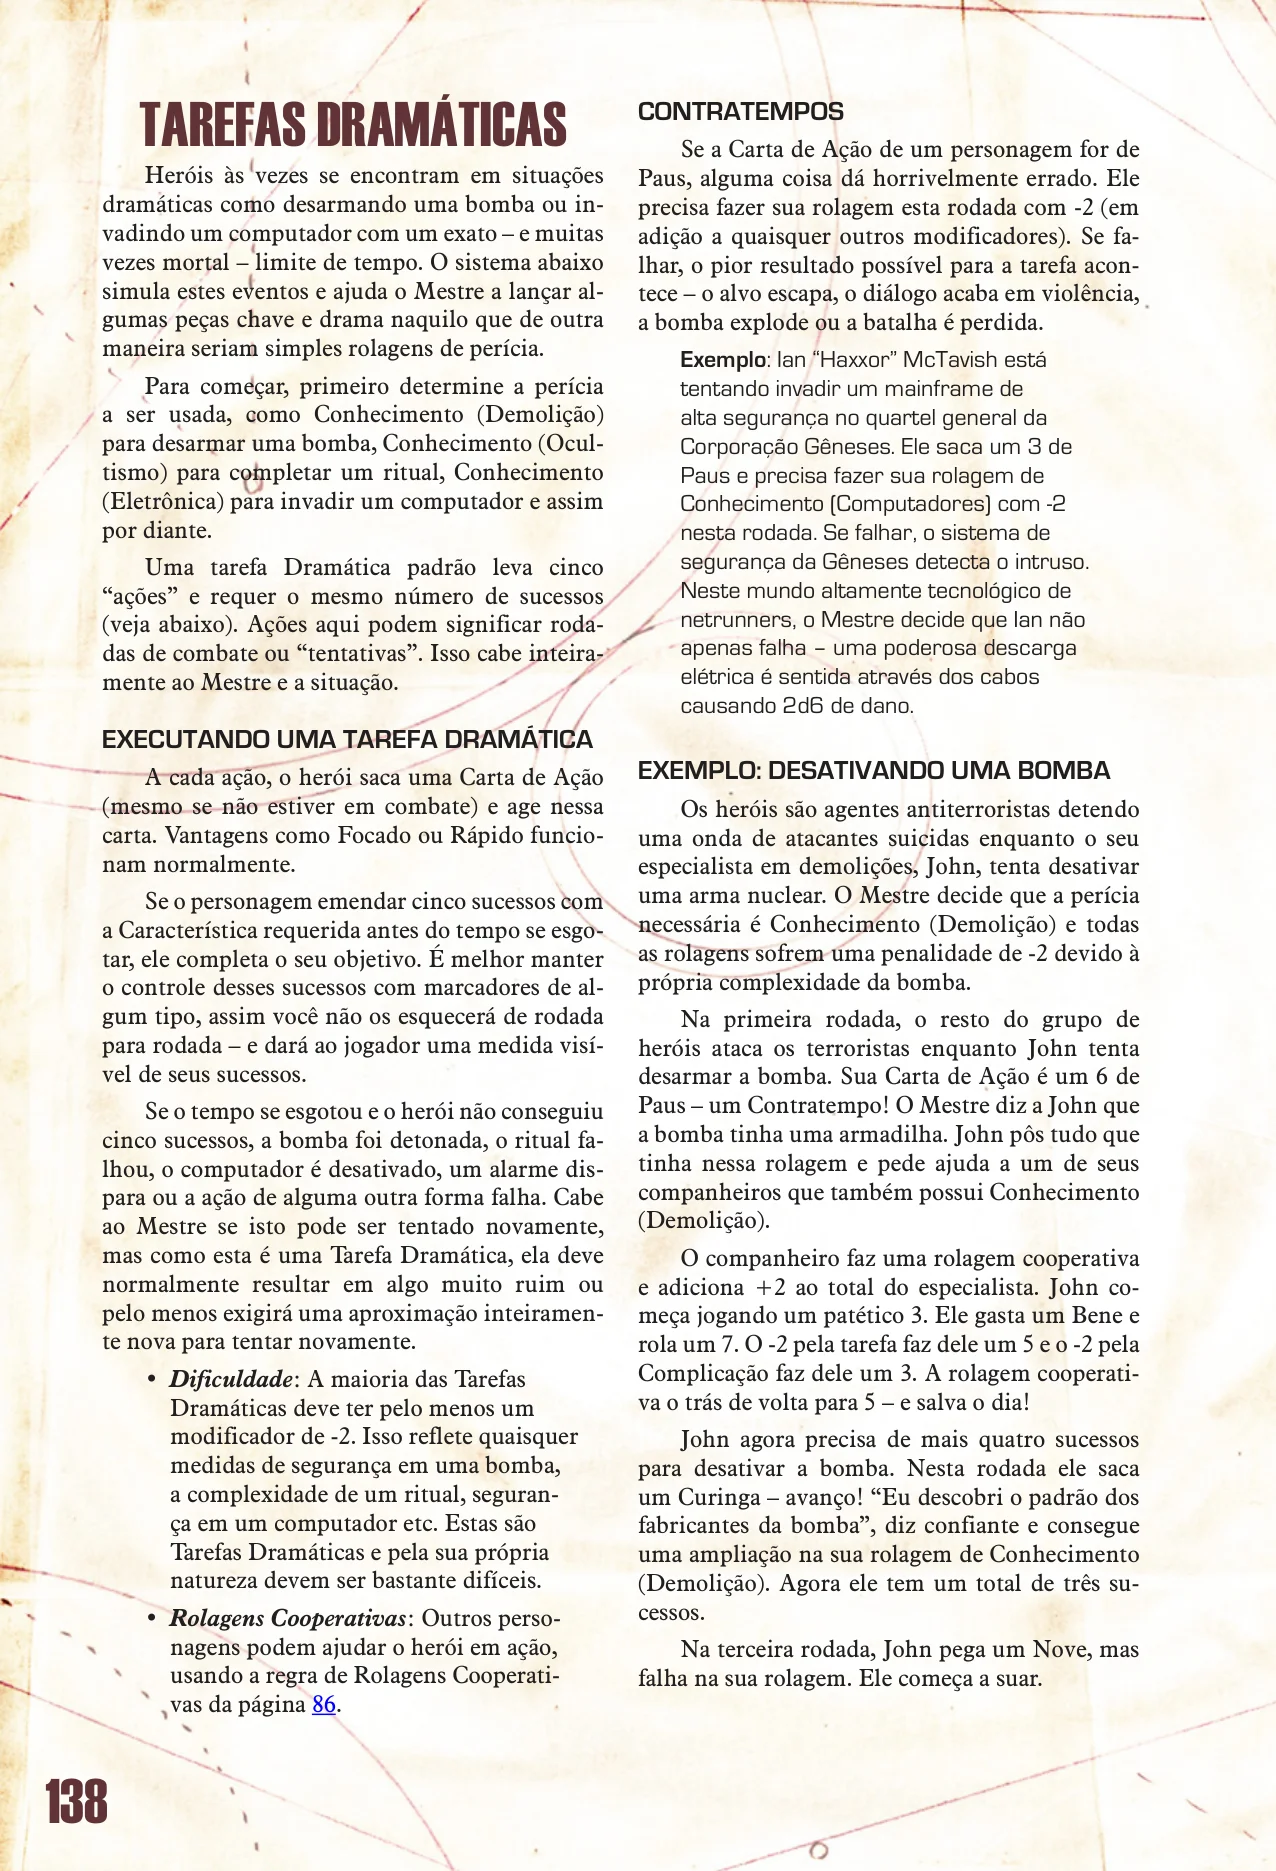 TAREFAS DRAMÁTICAS
Heróis às vezes se encontram em situações
dramáticas como desarmando uma bomba ou in-
vadindo um computador com um exato – e muitas
vezes mortal – limite de tempo. O sistema abaixo
simula estes eventos e ajuda o Mestre a lançar al-
gumas peças chave e drama naquilo que de outra
maneira seriam simples rolagens de perícia.
Para começar, primeiro determine a perícia
a ser usada, como Conhecimento (Demolição)
para desarmar uma bomba, Conhecimento (Ocul-
tismo) para completar um ritual, Conhecimento
(Eletrônica) para invadir um computador e assim
por diante.
Uma tarefa Dramática padrão leva cinco
“ações” e requer o mesmo número de sucessos
(veja abaixo). Ações aqui podem significar roda-
das de combate ou “tentativas”. Isso cabe inteira-
mente ao Mestre e a situação.
EXECUTANDO UMA TAREFA DRAMÁTICA
A cada ação, o herói saca uma Carta de Ação
(mesmo se não estiver em combate) e age nessa
carta. Vantagens como Focado ou Rápido funcio-
nam normalmente.
Se o personagem emendar cinco sucessos com
a Característica requerida antes do tempo se esgo-
tar, ele completa o seu objetivo. É melhor manter
o controle desses sucessos com marcadores de al-
gum tipo, assim você não os esquecerá de rodada
para rodada – e dará ao jogador uma medida visí-
vel de seus sucessos.
Se o tempo se esgotou e o herói não conseguiu
cinco sucessos, a bomba foi detonada, o ritual fa-
lhou, o computador é desativado, um alarme dis-
para ou a ação de alguma outra forma falha. Cabe
ao Mestre se isto pode ser tentado novamente,
mas como esta é uma Tarefa Dramática, ela deve
normalmente resultar em algo muito ruim ou
pelo menos exigirá uma aproximação inteiramen-
te nova para tentar novamente.
• Dificuldade: A maioria das Tarefas
Dramáticas deve ter pelo menos um
modificador de -2. Isso reflete quaisquer
medidas de segurança em uma bomba,
a complexidade de um ritual, seguran-
ça em um computador etc. Estas são
Tarefas Dramáticas e pela sua própria
natureza devem ser bastante difíceis.
• Rolagens Cooperativas: Outros perso-
nagens podem ajudar o herói em ação,
usando a regra de Rolagens Cooperati-
vas da página 86.
CONTRATEMPOS
Se a Carta de Ação de um personagem for de
Paus, alguma coisa dá horrivelmente errado. Ele
precisa fazer sua rolagem esta rodada com -2 (em
adição a quaisquer outros modificadores). Se fa-
lhar, o pior resultado possível para a tarefa acon-
tece – o alvo escapa, o diálogo acaba em violência,
a bomba explode ou a batalha é perdida.
Exemplo: Ian “Haxxor” McTavish está
tentando invadir um mainframe de
alta segurança no quartel general da
Corporação Gêneses. Ele saca um 3 de
Paus e precisa fazer sua rolagem de
Conhecimento (Computadores) com -2
nesta rodada. Se falhar, o sistema de
segurança da Gêneses detecta o intruso.
Neste mundo altamente tecnológico de
netrunners, o Mestre decide que Ian não
apenas falha – uma poderosa descarga
elétrica é sentida através dos cabos
causando 2d6 de dano.
EXEMPLO: DESATIVANDO UMA BOMBA
Os heróis são agentes antiterroristas detendo
uma onda de atacantes suicidas enquanto o seu
especialista em demolições, John, tenta desativar
uma arma nuclear. O Mestre decide que a perícia
necessária é Conhecimento (Demolição) e todas
as rolagens sofrem uma penalidade de -2 devido à
própria complexidade da bomba.
Na primeira rodada, o resto do grupo de
heróis ataca os terroristas enquanto John tenta
desarmar a bomba. Sua Carta de Ação é um 6 de
Paus – um Contratempo! O Mestre diz a John que
a bomba tinha uma armadilha. John pôs tudo que
tinha nessa rolagem e pede ajuda a um de seus
companheiros que também possui Conhecimento
(Demolição).
O companheiro faz uma rolagem cooperativa
e adiciona +2 ao total do especialista. John co-
meça jogando um patético 3. Ele gasta um Bene e
rola um 7. O -2 pela tarefa faz dele um 5 e o -2 pela
Complicação faz dele um 3. A rolagem cooperati-
va o trás de volta para 5 – e salva o dia!
John agora precisa de mais quatro sucessos
para desativar a bomba. Nesta rodada ele saca
um Curinga – avanço! “Eu descobri o padrão dos
fabricantes da bomba”, diz confiante e consegue
uma ampliação na sua rolagem de Conhecimento
(Demolição). Agora ele tem um total de três su-
cessos.
Na terceira rodada, John pega um Nove, mas
falha na sua rolagem. Ele começa a suar.
138